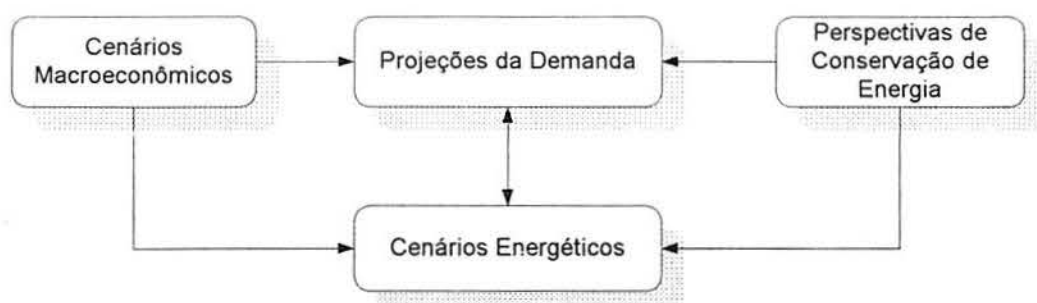 Cenários
Macroeconômicos
Projeções da Demanda
Perspectivas de
Conservação de
Energia
Cenários Energéticos